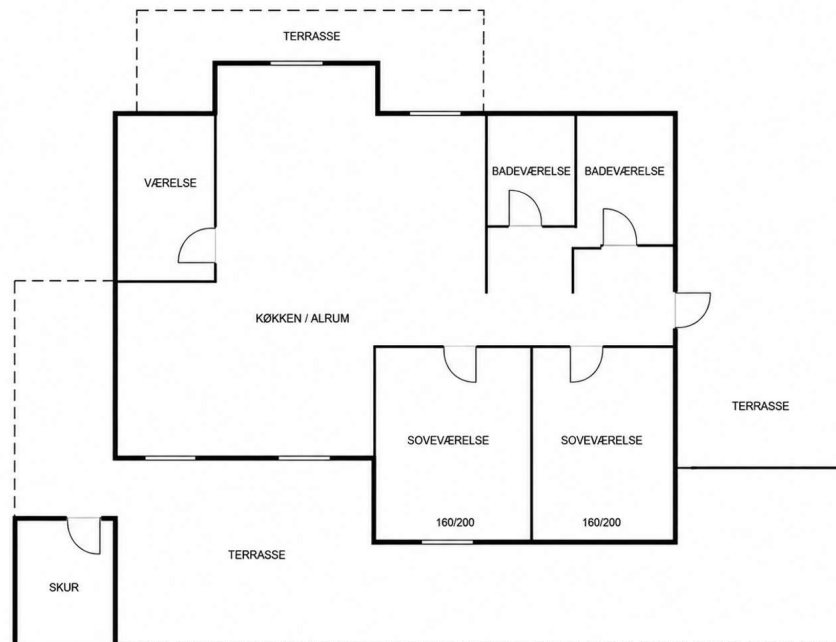 TERRASSE
BADEVÆRELSE
BADEVÆRELSE
VÆRELSE
KØKKEN / ALRUM
TERRASSE
SOVEVÆRELSE
SOVEVÆRELSE
160/200
160/200
TERRASSE
SKUR